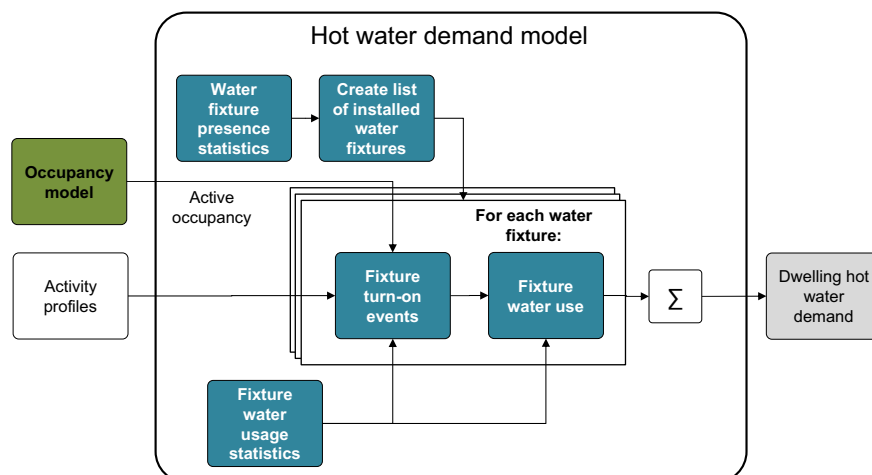 Hot water demand model
Water
fixture
presence
statistics
Create list
of installed
water
fixtures
Occupancy
model
Active
occupancy
For each water
fixture:
Activity
profiles
Fixture
turn-on
events
Fixture
water use
Σ
Dwelling hot
water
demand
Fixture
water
usage
statistics